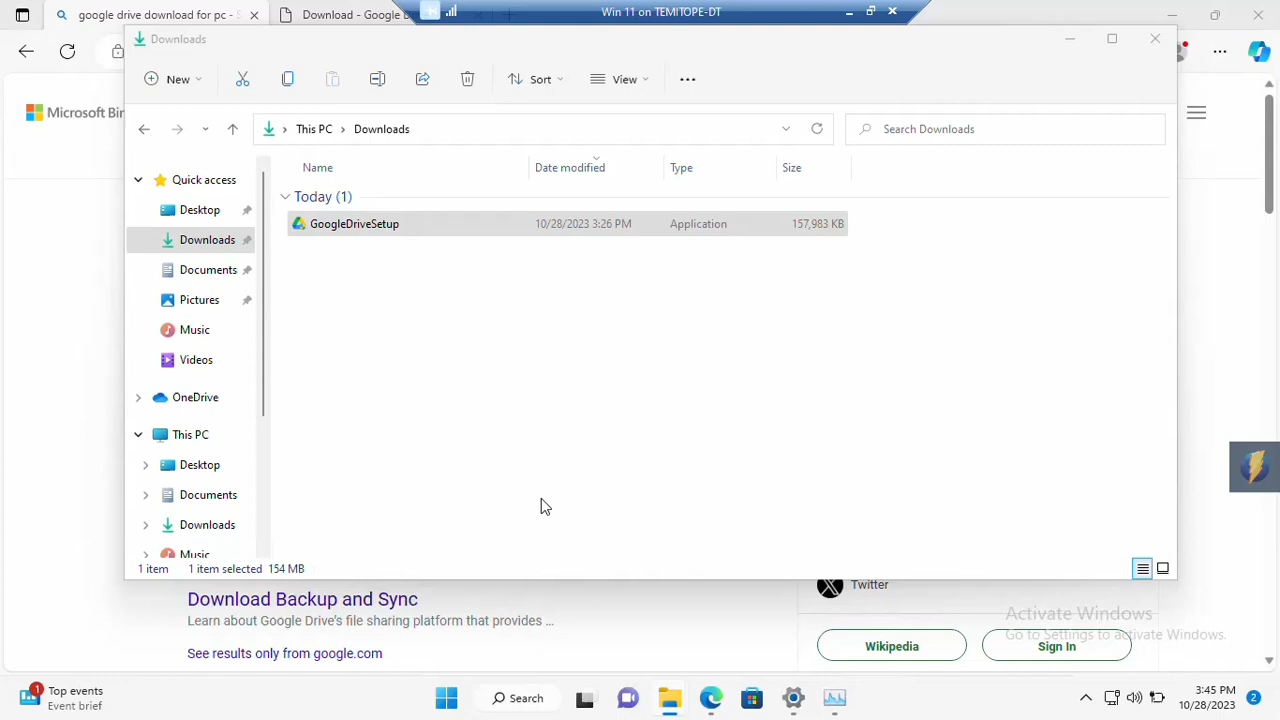 google drive download for pc - S
Download - Google Dr
Win 11 on TEMITOPE-DT
Downloads
New
Sort
View
This PC
Downloads
Search Downloads
Microsoft Bin
Name
Date modified
Type
Size
Quick access
Today (1)
GoogleDriveSetup
10/28/2023 3:26 PM
Application
157,983 KB
Desktop
Downloads
Documents
Pictures
Music
Videos
OneDrive
This PC
Desktop
Documents
Downloads
Music
1 item
1 item selected
154 MB
Download Backup and Sync
Learn about Google Drive's file sharing platform that provides ...
See results only from google.com
Twitter
Wikipedia
Sign In
Activate Windows
Go to Settings to activate Windows.
1
Top events
Event brief
Search
3:45 PM
10/28/2023
2